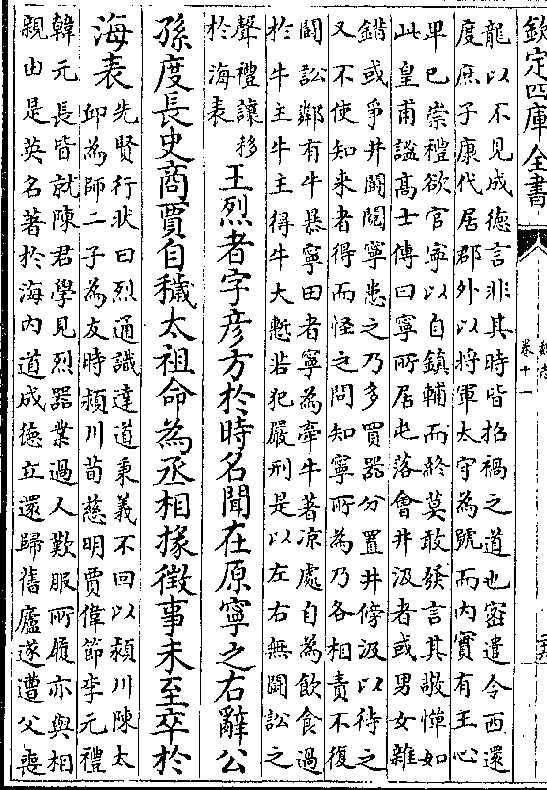 欽定四庫全書
卷十一
龍以不見成德言非其時皆招禍之道也密遣令西還
度庶子康代居郡外以將軍太守為號而內實有王心
卑已崇禮欲官寧以自鎮輔而終莫敢發言其敬憚如
此皇甫謐髙士傳曰寧所居屯落會井汲者或男女雜
錯或爭井鬭鬩寧患之乃多買器分置井傍汲以待之
又不使知來者得而怪之問知寧所為乃各相責不復
鬭訟鄰有牛暴寧田者寧為牽牛著凉處自為飲食過
於牛主牛主得牛大慙若犯嚴刑是以左右無鬭訟之
聲禮讓移
於海表
王烈者字彦方於時名聞在原寧之右辭公
孫度長史商賈自穢太祖命為丞相掾徵事未至卒於
海表
先賢行狀曰烈通識達道秉義不回以潁川陳太
邱為師二子為友時潁川荀慈明賈偉節李元禮
韓元長皆就陳君學見烈器業過人歎服所履亦與相
親由是英名著於海內道成德立還歸舊廬遂遭父喪